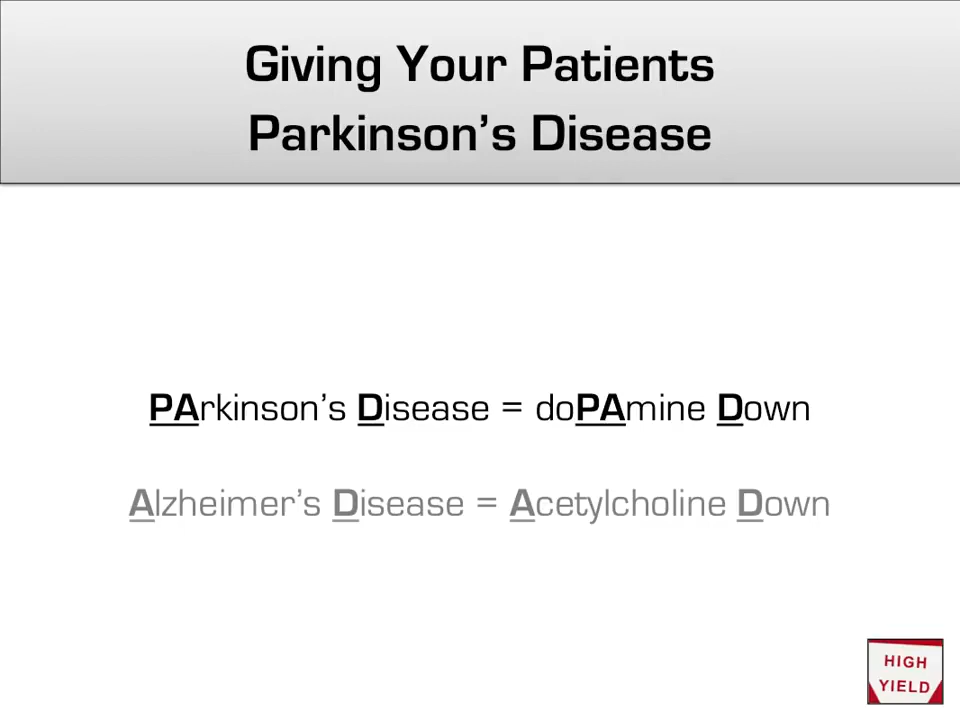 Giving Your Patients
Parkinson's Disease
PArkinson's Disease = doPAmine Down
Alzheimer's Disease = Acetylcholine Down
HIGH
YIELD